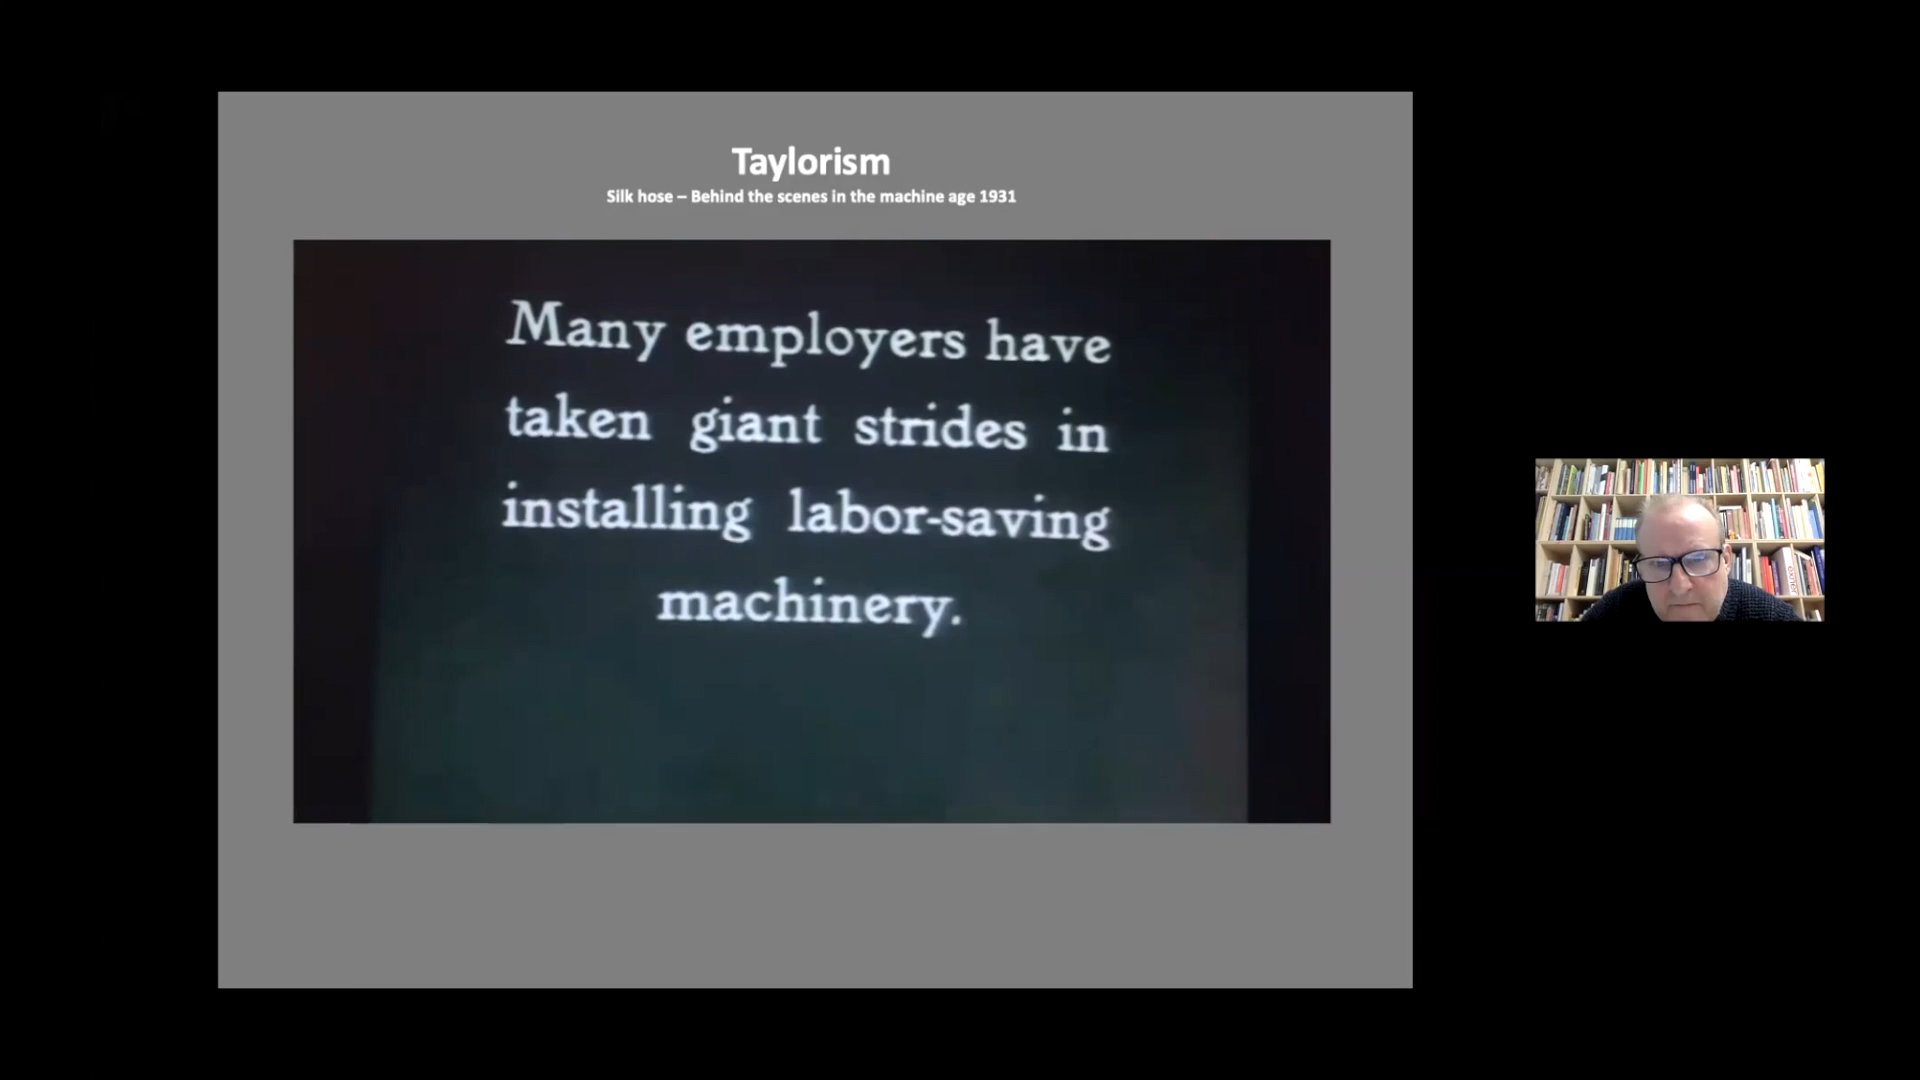 Taylorism
Silk hose – Behind the scenes in the machine age 1931
Many employers have
taken giant strides in
installing labor-saving
machinery.